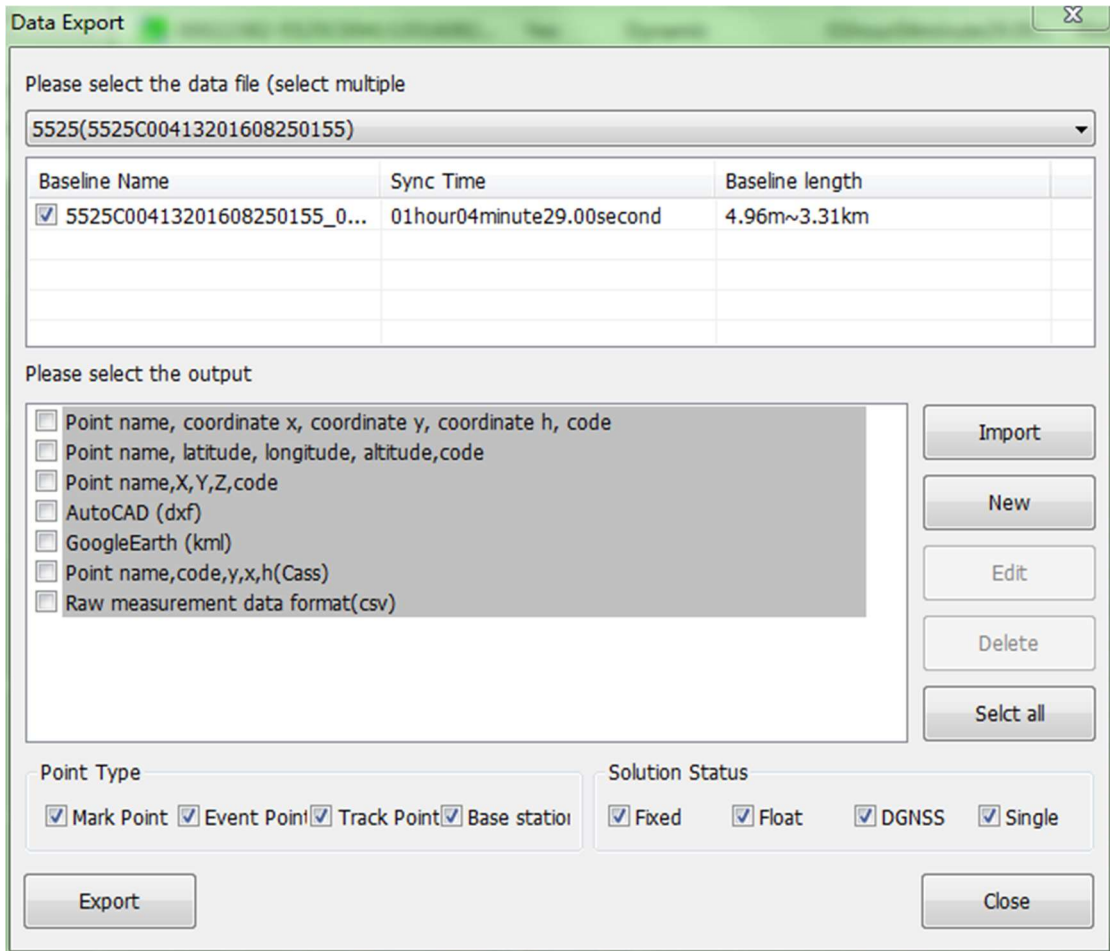 Data Export
Please select the data file (select multiple
5525(5525C00413201608250155)
Baseline Name Sync Time Baseline length
5525C00413201608250155_0... 01hour04minute29.00second 4.96m~3.31km
Please select the output
Point name, coordinate x, coordinate y, coordinate h, code
Point name, latitude, longitude, altitude,code
Point name,X,Y,Z,code
AutoCAD (dxf)
GoogleEarth (kml)
Point name,code,y,x,h(Cass)
Raw measurement data format(csv)
Import
New
Edit
Delete
Selct all
Point Type
Mark Point Event Point Track Point Base station
Solution Status
Fixed Float DGNSS Single
Export
Close